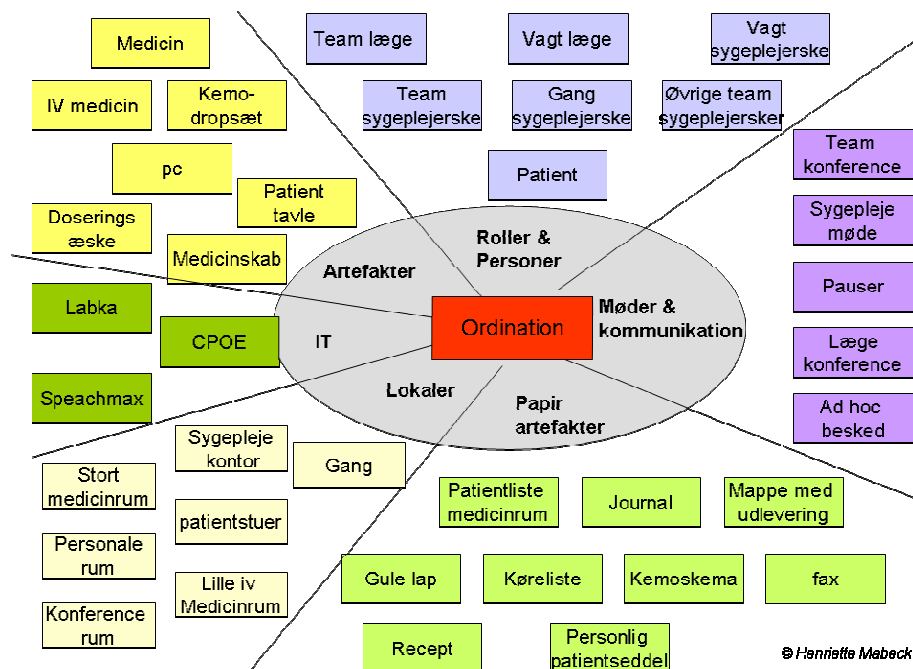 Medicin
Team læge
Vagt læge
Vagt
sygeplejerske
IV medicin
Kemo-
dropsæt
Team
sygeplejerske
Gang
sygeplejerske
Øvrige team
sygeplejersker
pc
Patient
Team
konference
Patient
tavle
Doserings
æske
Medicinskab
Sygepleje
møde
Artefakter
Roller &
Personer
Pauser
Labka
CPOE
IT
Ordination
Møder &
kommunikation
Læge
konference
Speachmax
Lokaler
Papir
artefakter
Ad hoc
besked
Sygepleje
kontor
Gang
Stort
medicinrum
patientstuer
Personale
rum
Lille iv
Medicinrum
Konference
rum
Patientliste
medicinrum
Journal
Mappe med
udlevering
Gule lap
Køreliste
Kemoskema
fax
Recept
Personlig
patientseddel
© Henriette Mabeck